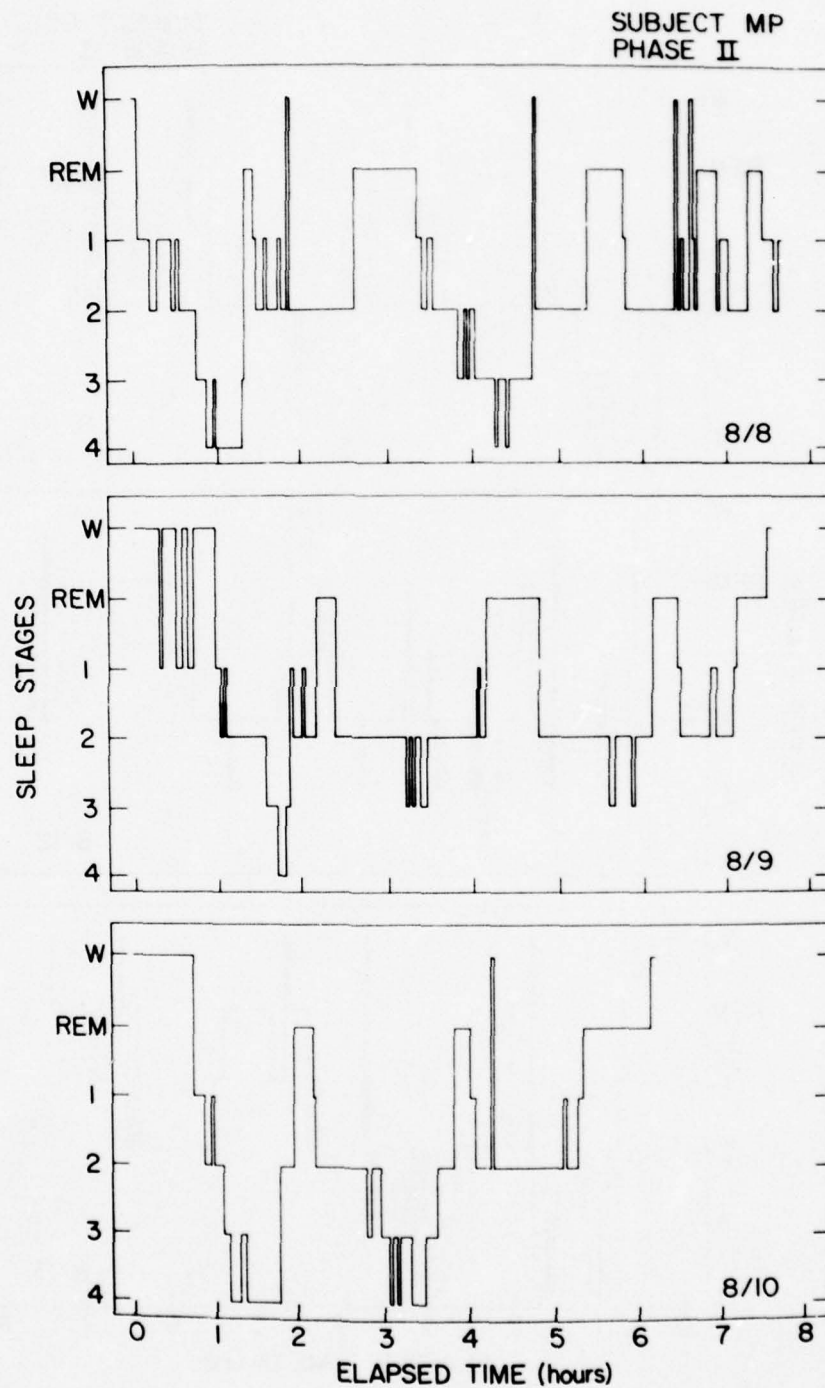 SUBJECT MP
PHASE II
W
REM
1
2
3
4
8/8
W
REM
1
2
3
4
8/9
W
REM
1
2
3
4
8/10
SLEEP STAGES
0 1 2 3 4 5 6 7 8
ELAPSED TIME (hours)